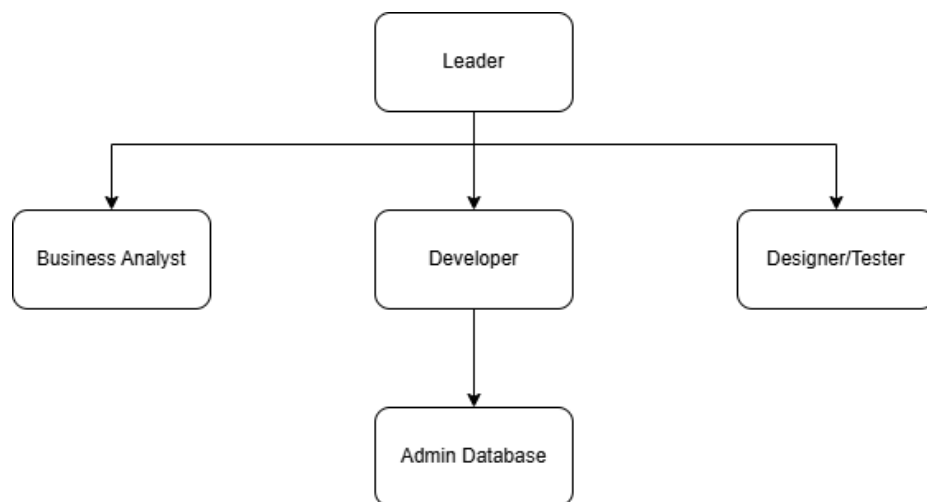 Leader
Business Analyst
Developer
Designer/Tester
Admin Database